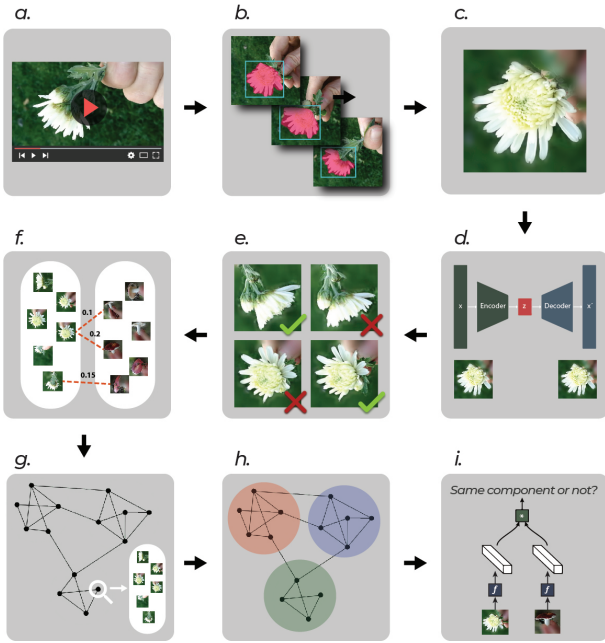 a.
b.
c.
f.
e.
d.
0.1
0.2
0.15
x
Encoder
z
Decoder
x'
g.
h.
i.
Same component or not?
f
f